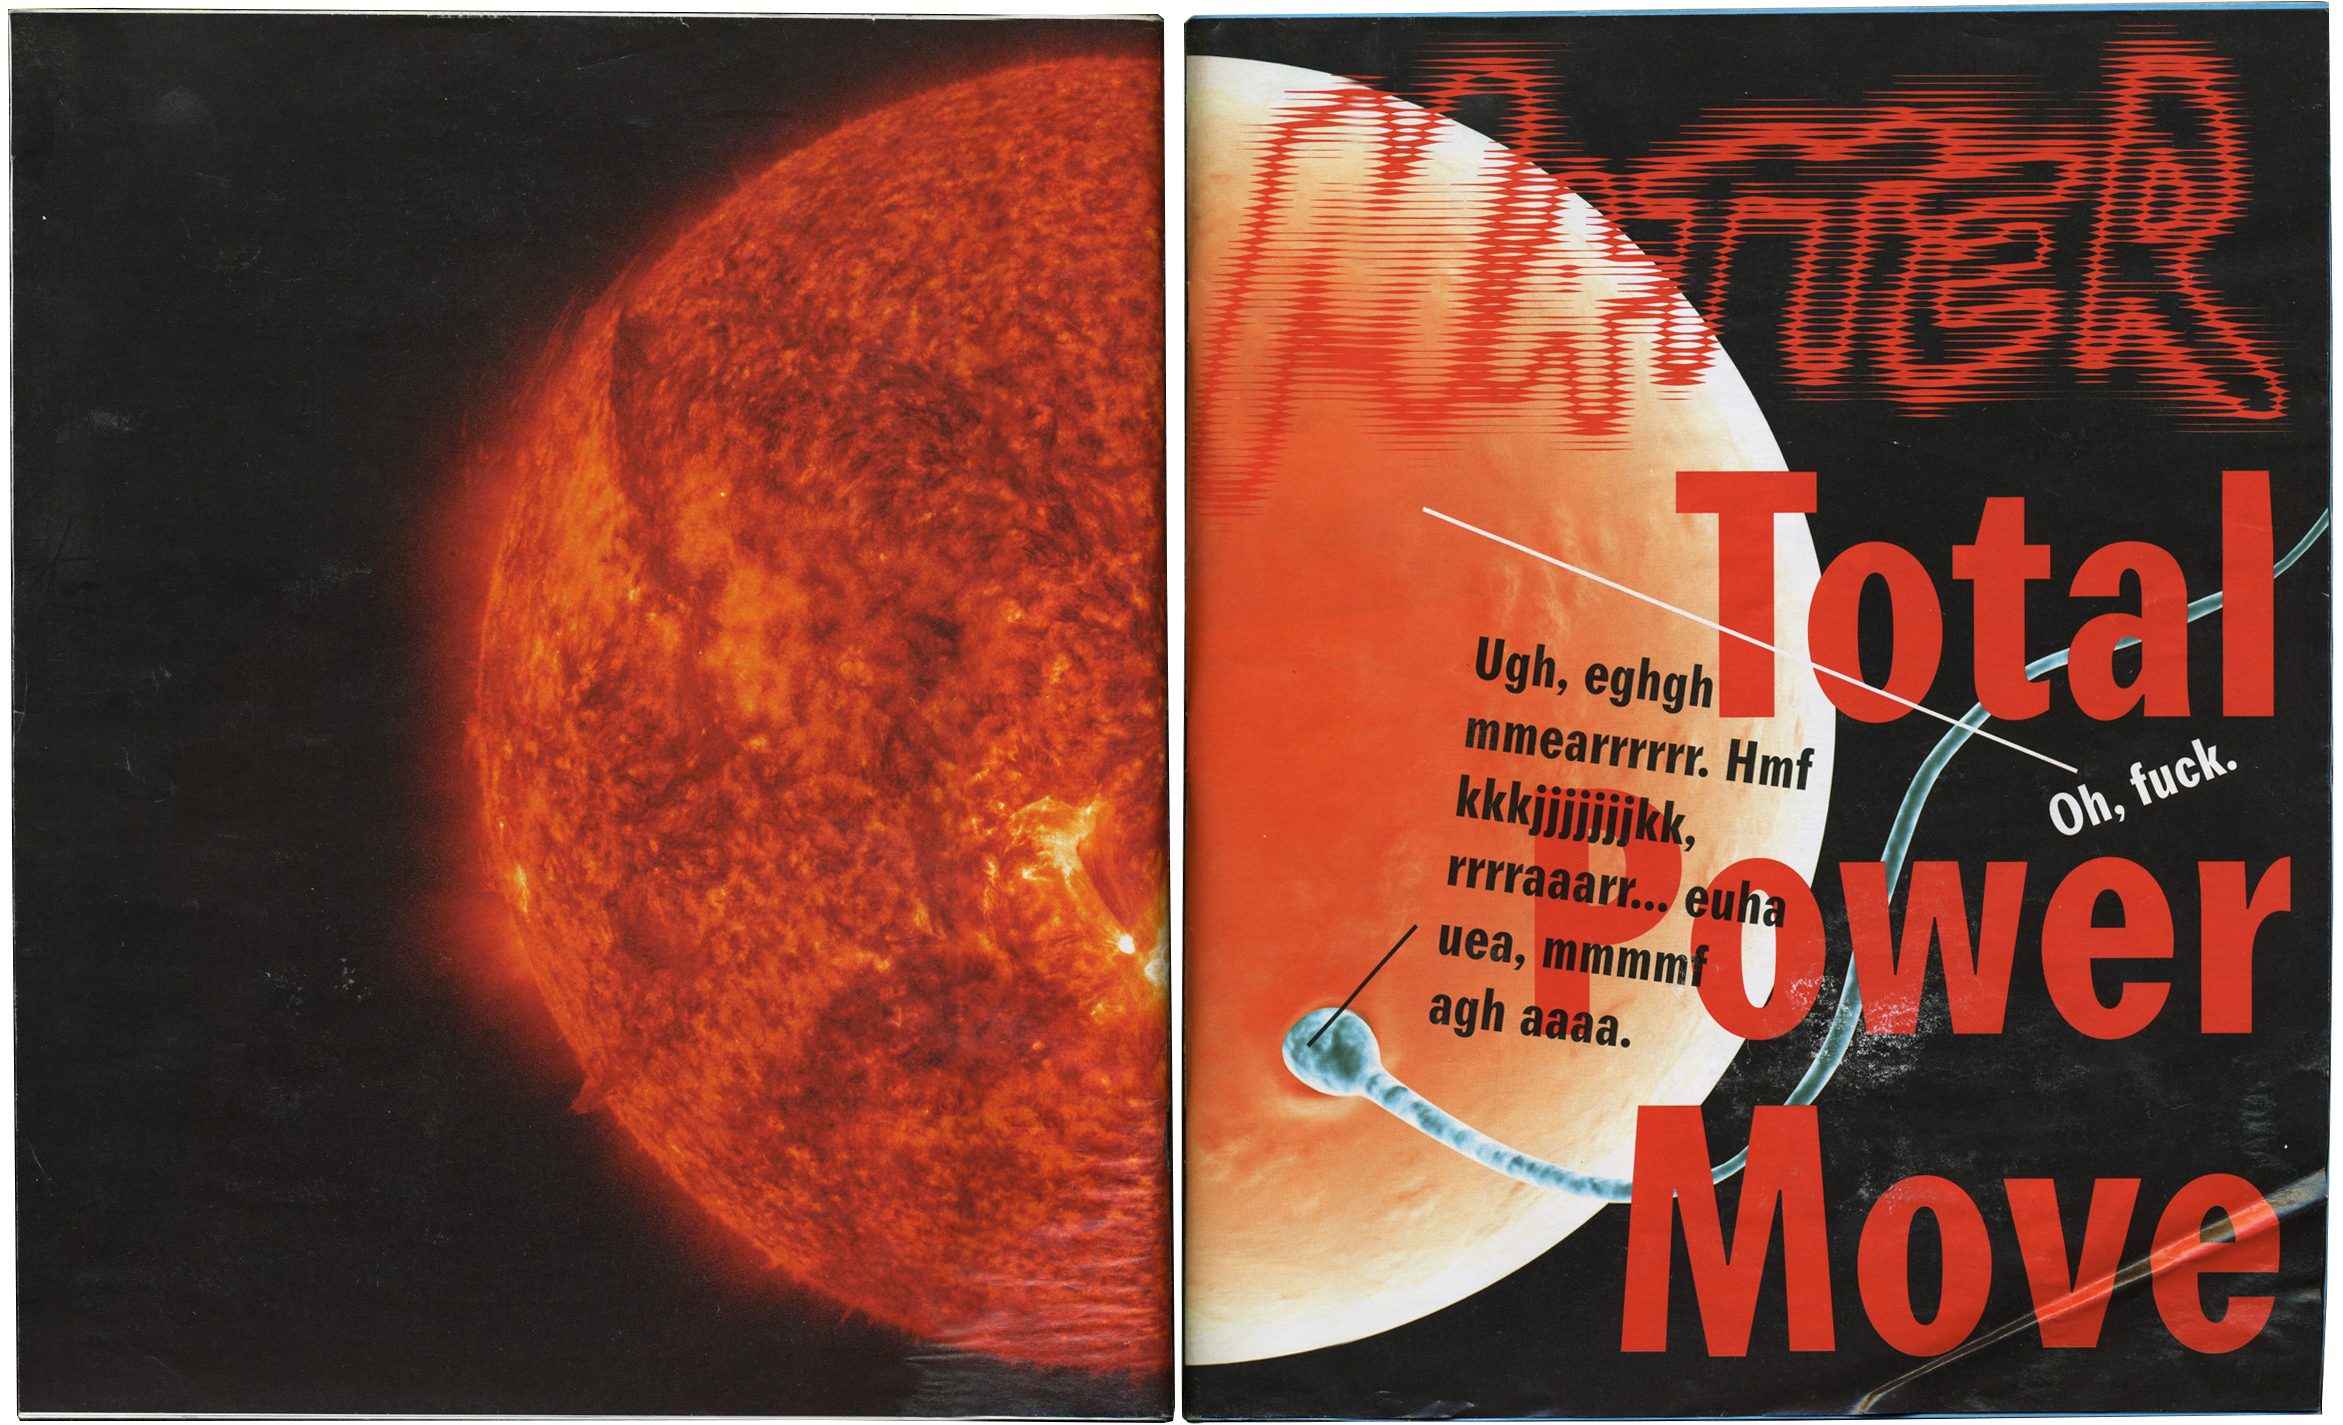 Total
Ugh, eghgh
mmearrrrrr. Hmf
kkkjjjjjjjkk,
rrrraaarr... euha
uea, mmmmf
agh aaaa.
Oh, fuck.
Power
Move